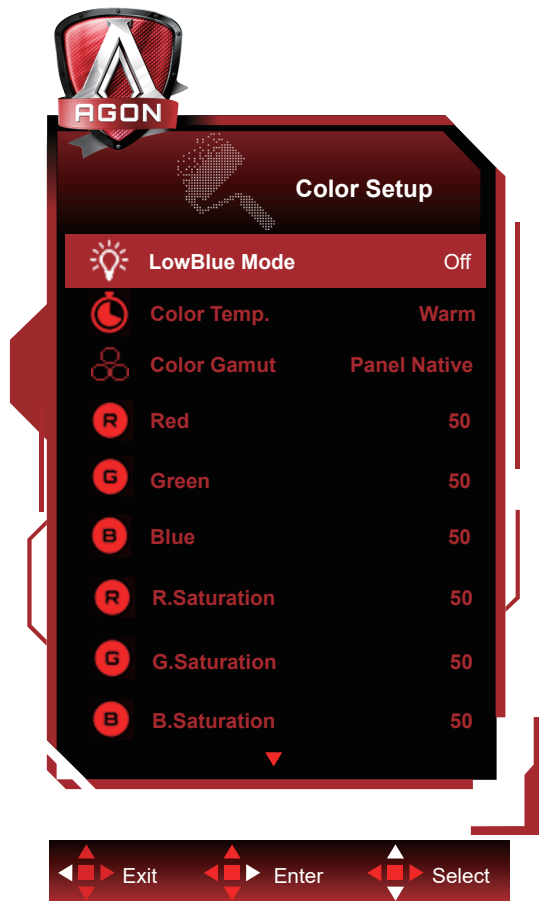 AGON
Color Setup
LowBlue Mode Off
Color Temp. Warm
Color Gamut Panel Native
R Red 50
G Green 50
B Blue 50
R R.Saturation 50
G G.Saturation 50
B B.Saturation 50
Exit Enter Select